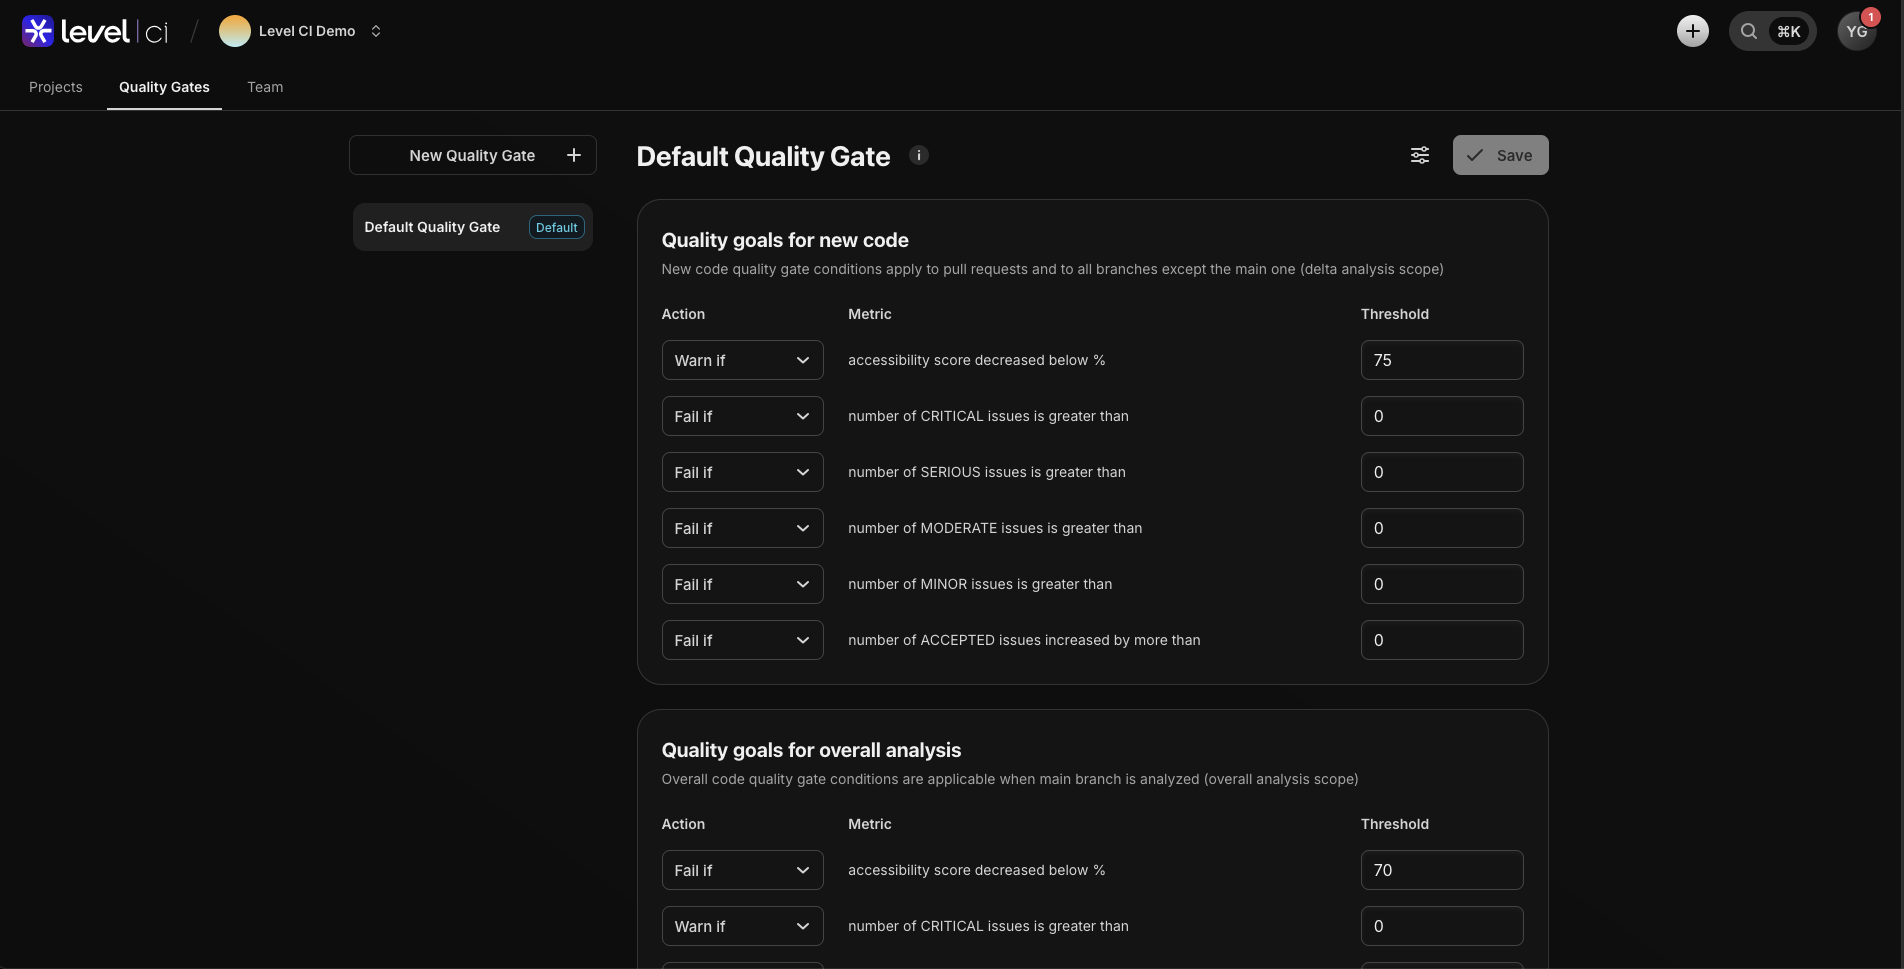 level ci / Level CI Demo ⌘K YG 1
Projects Quality Gates Team
New Quality Gate
Default Quality Gate Default
Default Quality Gate i Save
Quality goals for new code
New code quality gate conditions apply to pull requests and to all branches except the main one (delta analysis scope)
Action Metric Threshold
Warn if accessibility score decreased below % 75
Fail if number of CRITICAL issues is greater than 0
Fail if number of SERIOUS issues is greater than 0
Fail if number of MODERATE issues is greater than 0
Fail if number of MINOR issues is greater than 0
Fail if number of ACCEPTED issues increased by more than 0
Quality goals for overall analysis
Overall code quality gate conditions are applicable when main branch is analyzed (overall analysis scope)
Action Metric Threshold
Fail if accessibility score decreased below % 70
Warn if number of CRITICAL issues is greater than 0